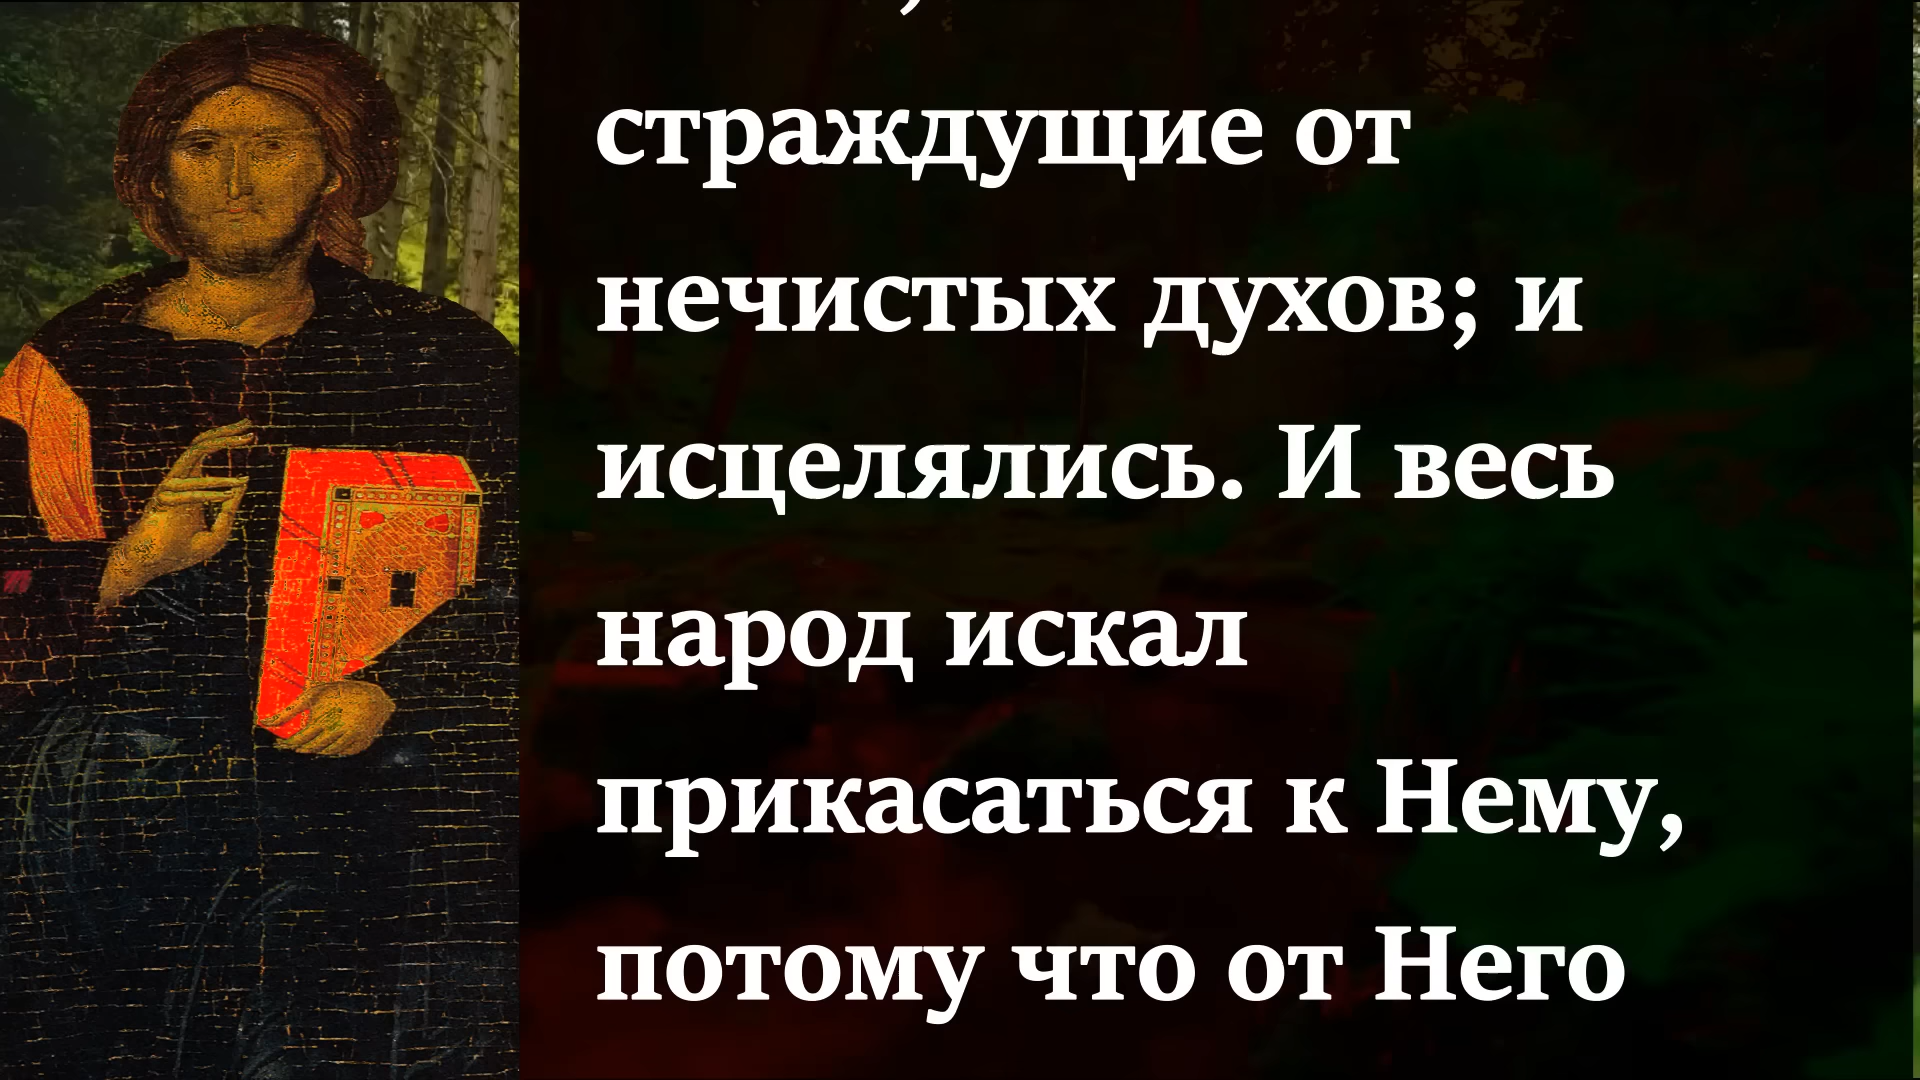 страждущие от
нечистых духов; и
исцелялись. И весь
народ искал
прикасаться к Нему,
потому что от Него